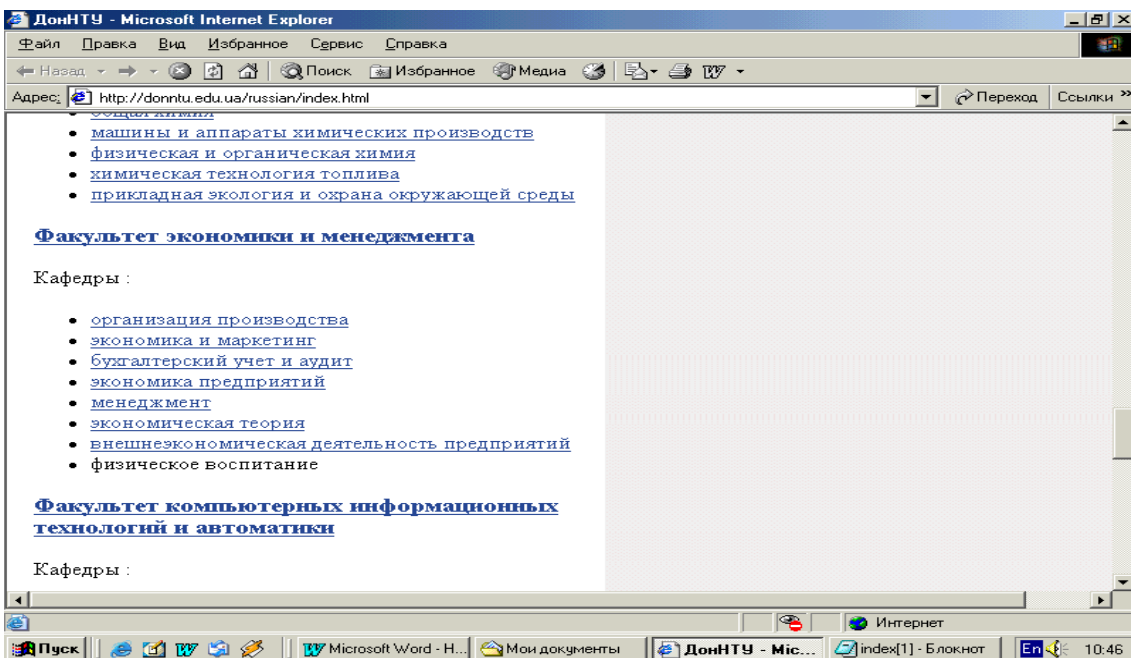 ДонНТУ - Microsoft Internet Explorer
Файл Правка Вид Избранное Сервис Справка
Назад Поиск Избранное Медиа
Адрес: http://donntu.edu.ua/russian/index.html Переход Ссылки »
общая химия
машины и аппараты химических производств
физическая и органическая химия
химическая технология топлива
прикладная экология и охрана окружающей среды
Факультет экономики и менеджмента
Кафедры :
организация производства
экономика и маркетинг
бухгалтерский учет и аудит
экономика предприятий
менеджмент
экономическая теория
внешнеэкономическая деятельность предприятий
физическое воспитание
Факультет компьютерных информационных
технологий и автоматики
Кафедры :
Интернет
Пуск Microsoft Word - Н... Мои документы ДонНТУ - Mic... index[1] - Блокнот En 10:46